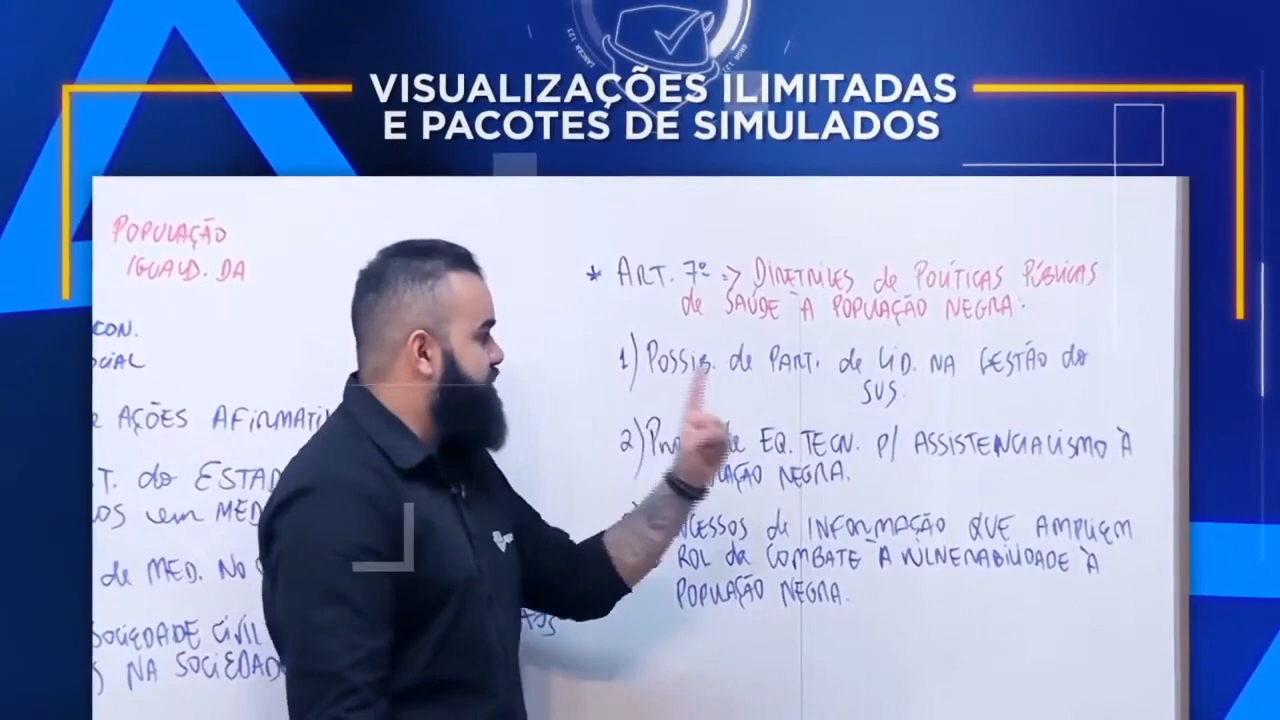 VISUALIZAÇÕES ILIMITADAS
E PACOTES DE SIMULADOS
POPULAÇÃO
IGUALD. DA
CON.
AÇÕES AFIRMATI
T. do ESTAD
OS em MED
de MED. NO
SOCIEDADE CIVIL
NA SOCIEDAD
* ART. 7º => DIRETRIZES de POLÍTICAS PÚBLICAS
de SAÚDE À POPULAÇÃO NEGRA.
1) POSSIB. de PART. de LID. NA GESTÃO do
SUS.
2) de EQ. TECN. P/ ASSISTENCIALISMO À
AÇÃO NEGRA.
CESSOS de INFORMAÇÃO QUE AMPLIEM
ROL da COMBATE À VULNERABILIDADE À
POPULAÇÃO NEGRA.